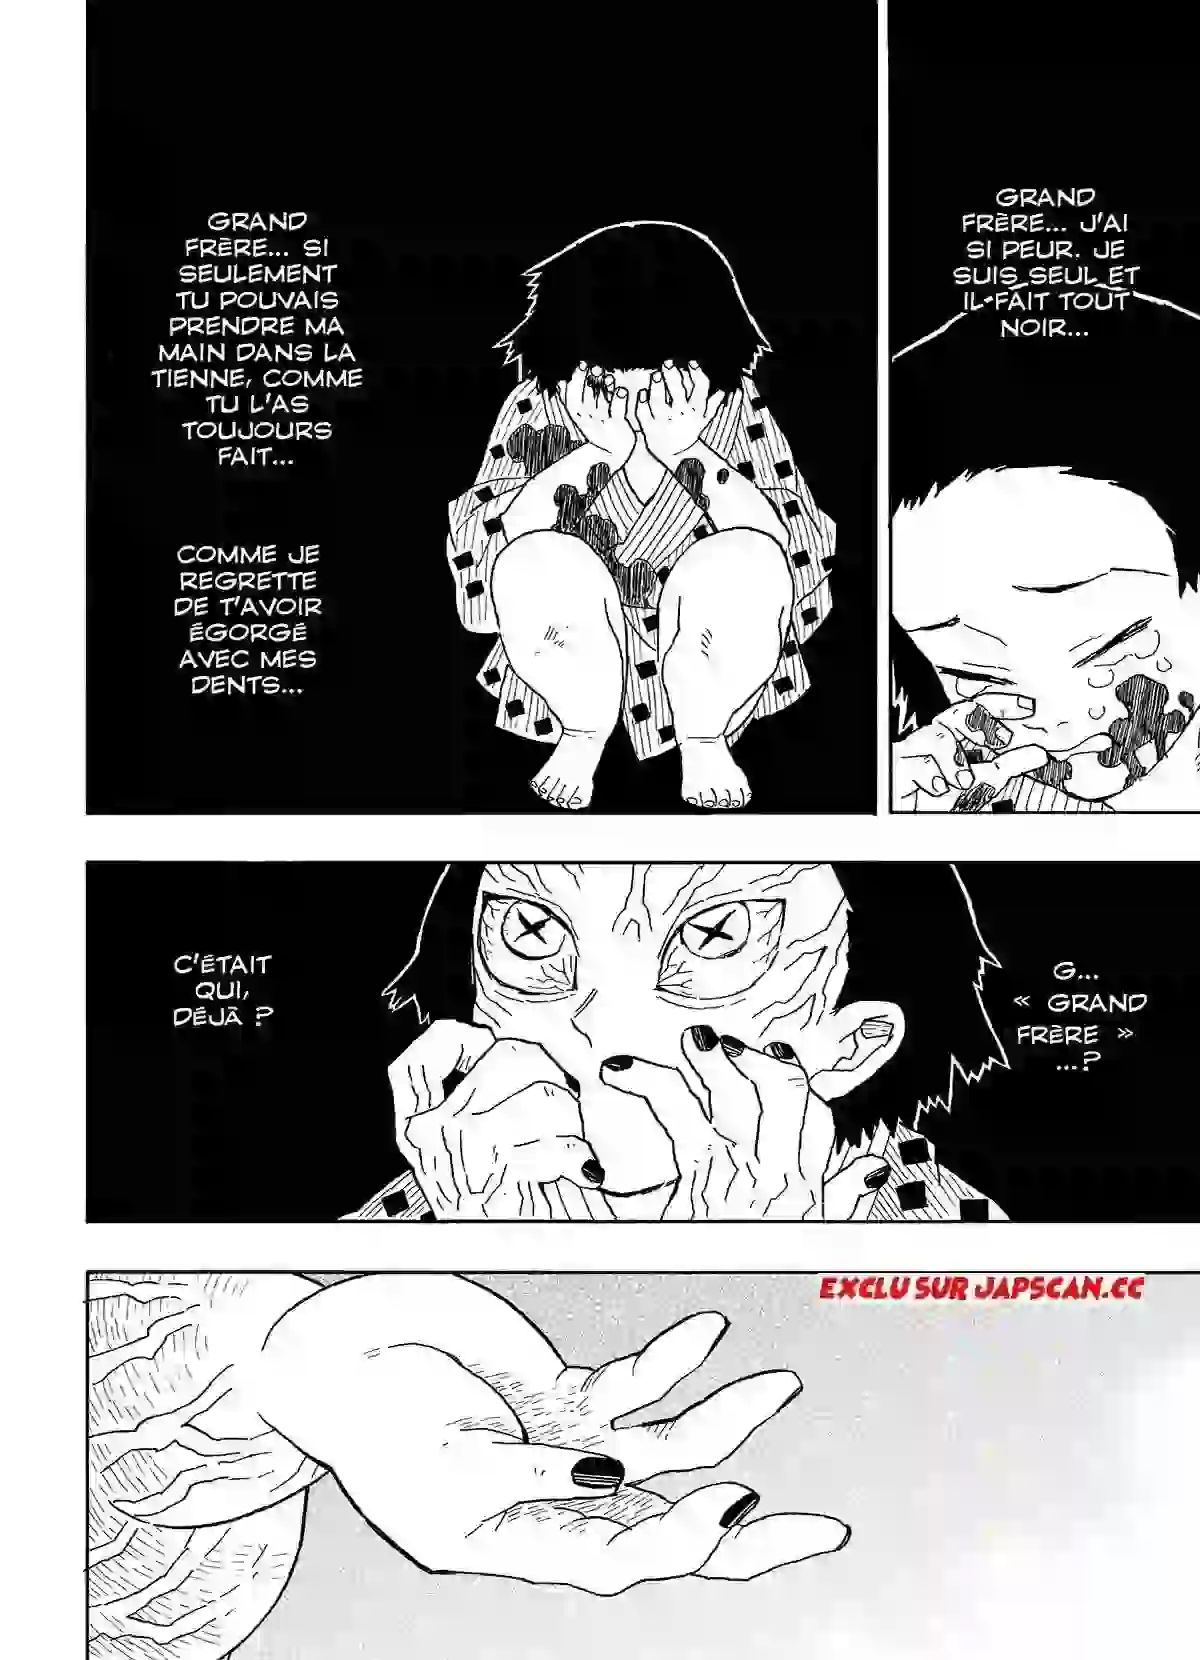 GRAND
FRÈRE... J'AI
SI PEUR. JE
SUIS SEUL ET
IL FAIT TOUT
NOIR...
GRAND
FRÈRE... SI
SEULEMENT
TU POUVAIS
PRENDRE MA
MAIN DANS LA
TIENNE, COMME
TU L'AS
TOUJOURS
FAIT...
COMME JE
REGRETTE
DE T'AVOIR
ÉGORGÉ
AVEC MES
DENTS...
G...
« GRAND
FRÈRE »
...?
C'ÉTAIT
QUI,
DÉJÀ ?
EXCLU SUR JAPSCAN.CC